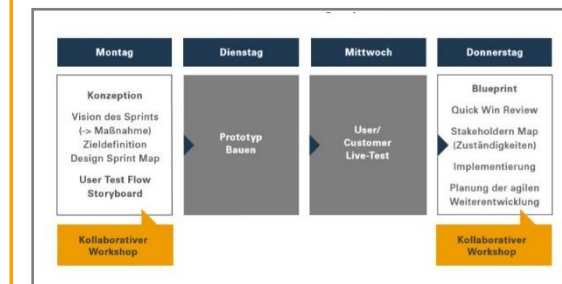 Montag
Dienstag
Mittwoch
Donnerstag
Konzeption
Vision des Sprints
(-> Maßnahme)
Zieldefinition
Design Sprint Map
User Test Flow
Storyboard
Prototyp
Bauen
User/
Customer
Live-Test
Blueprint
Quick Win Review
Stakeholdern Map
(Zuständigkeiten)
Implementierung
Planung der agilen
Weiterentwicklung
Kollaborativer
Workshop
Kollaborativer
Workshop